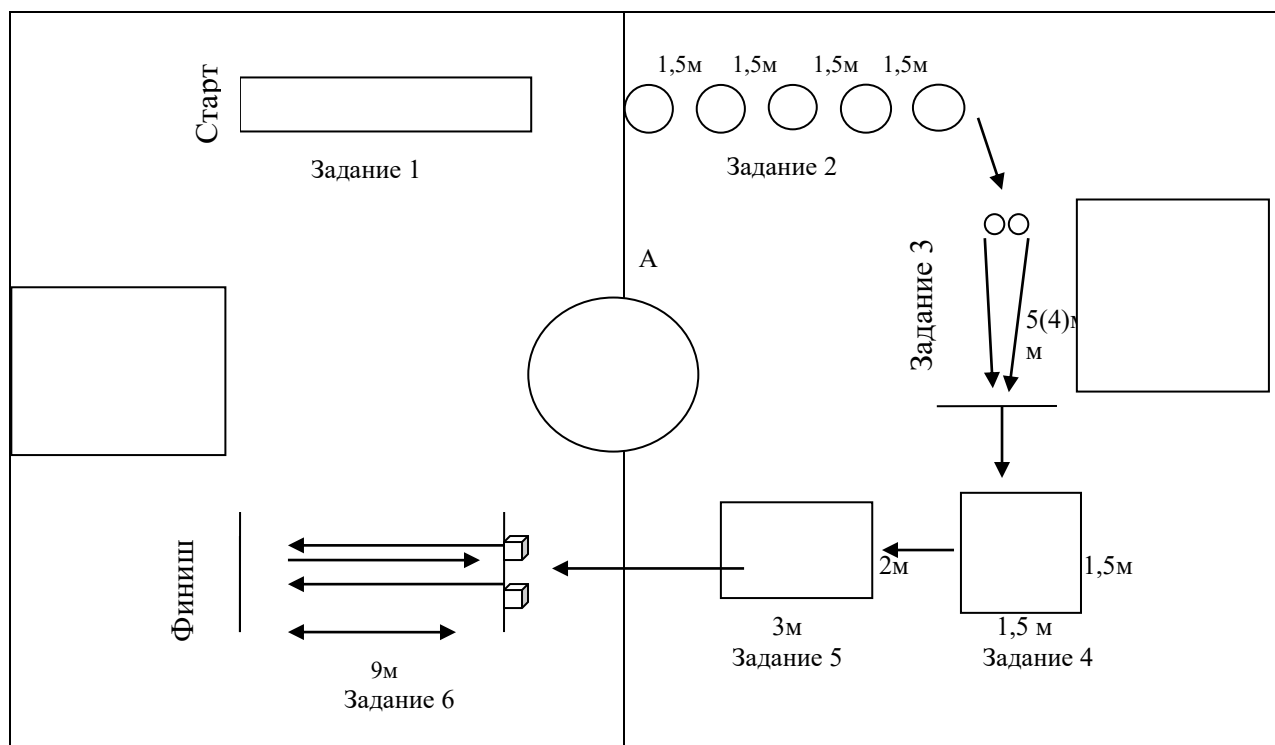 Старт
Задание 1
1,5м 1,5м 1,5м 1,5м
Задание 2
А
Задание 3
5(4)м
м
Финиш
9м
Задание 6
2м
3м
Задание 5
1,5м
1,5 м
Задание 4